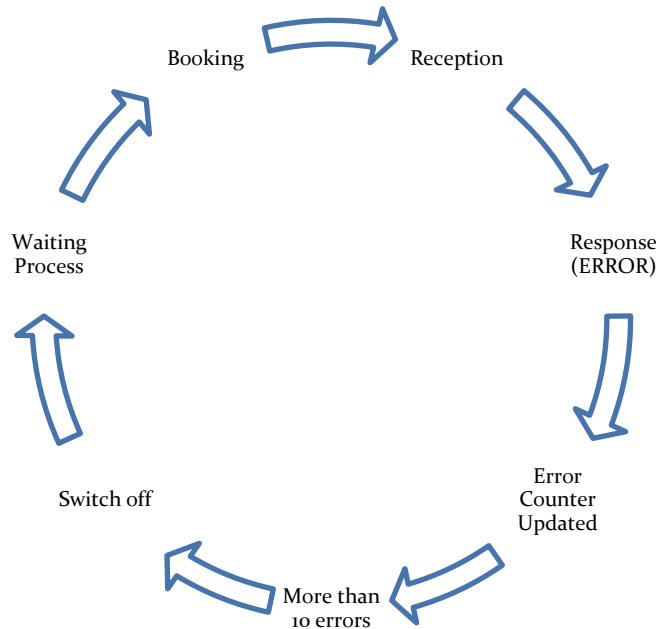 Booking
Reception
Response
(ERROR)
Error
Counter
Updated
More than
10 errors
Switch off
Waiting
Process